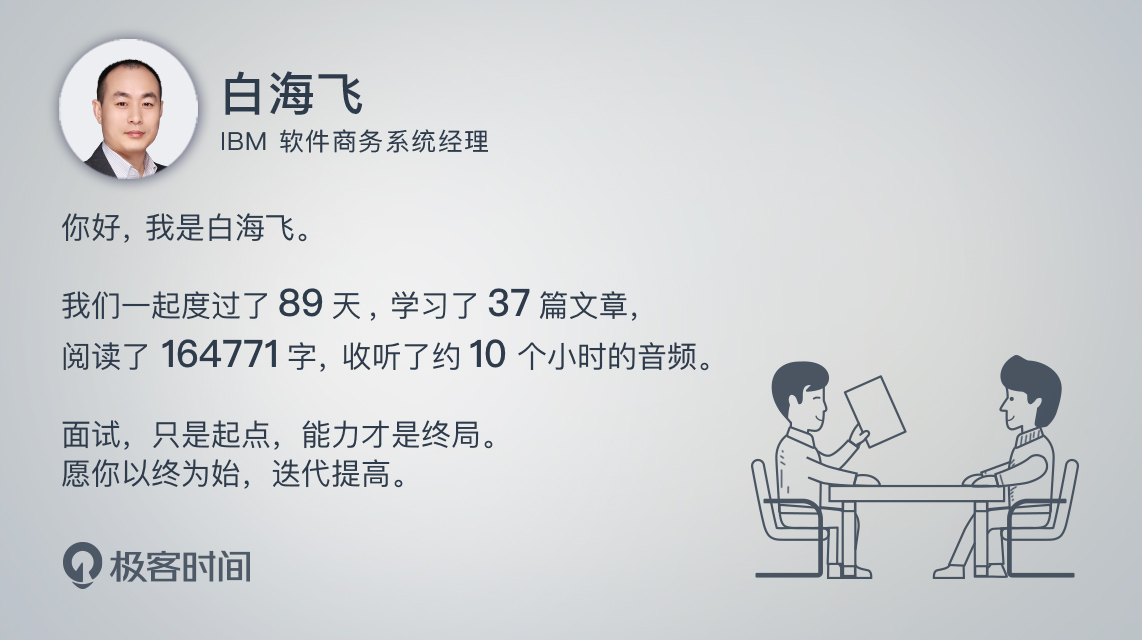 白海飞
IBM 软件商务系统经理
你好，我是白海飞。
我们一起度过了 89 天，学习了 37 篇文章，
阅读了 164771 字，收听了约 10 个小时的音频。
面试，只是起点，能力才是终局。
愿你以终为始，迭代提高。
极客时间